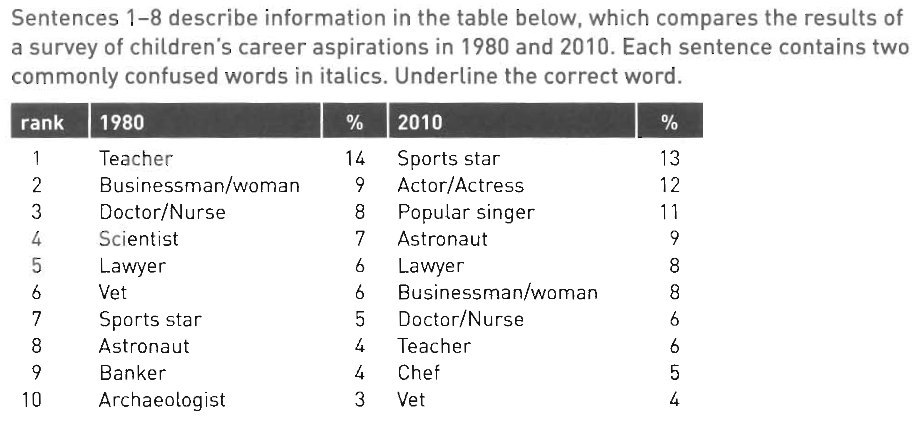 Sentences 1–8 describe information in the table below, which compares the results of
a survey of children's career aspirations in 1980 and 2010. Each sentence contains two
commonly confused words in italics. Underline the correct word.
rank 1980 % 2010 %
1 Teacher 14 Sports star 13
2 Businessman/woman 9 Actor/Actress 12
3 Doctor/Nurse 8 Popular singer 11
4 Scientist 7 Astronaut 9
5 Lawyer 6 Lawyer 8
6 Vet 6 Businessman/woman 8
7 Sports star 5 Doctor/Nurse 6
8 Astronaut 4 Teacher 6
9 Banker 4 Chef 5
10 Archaeologist 3 Vet 4